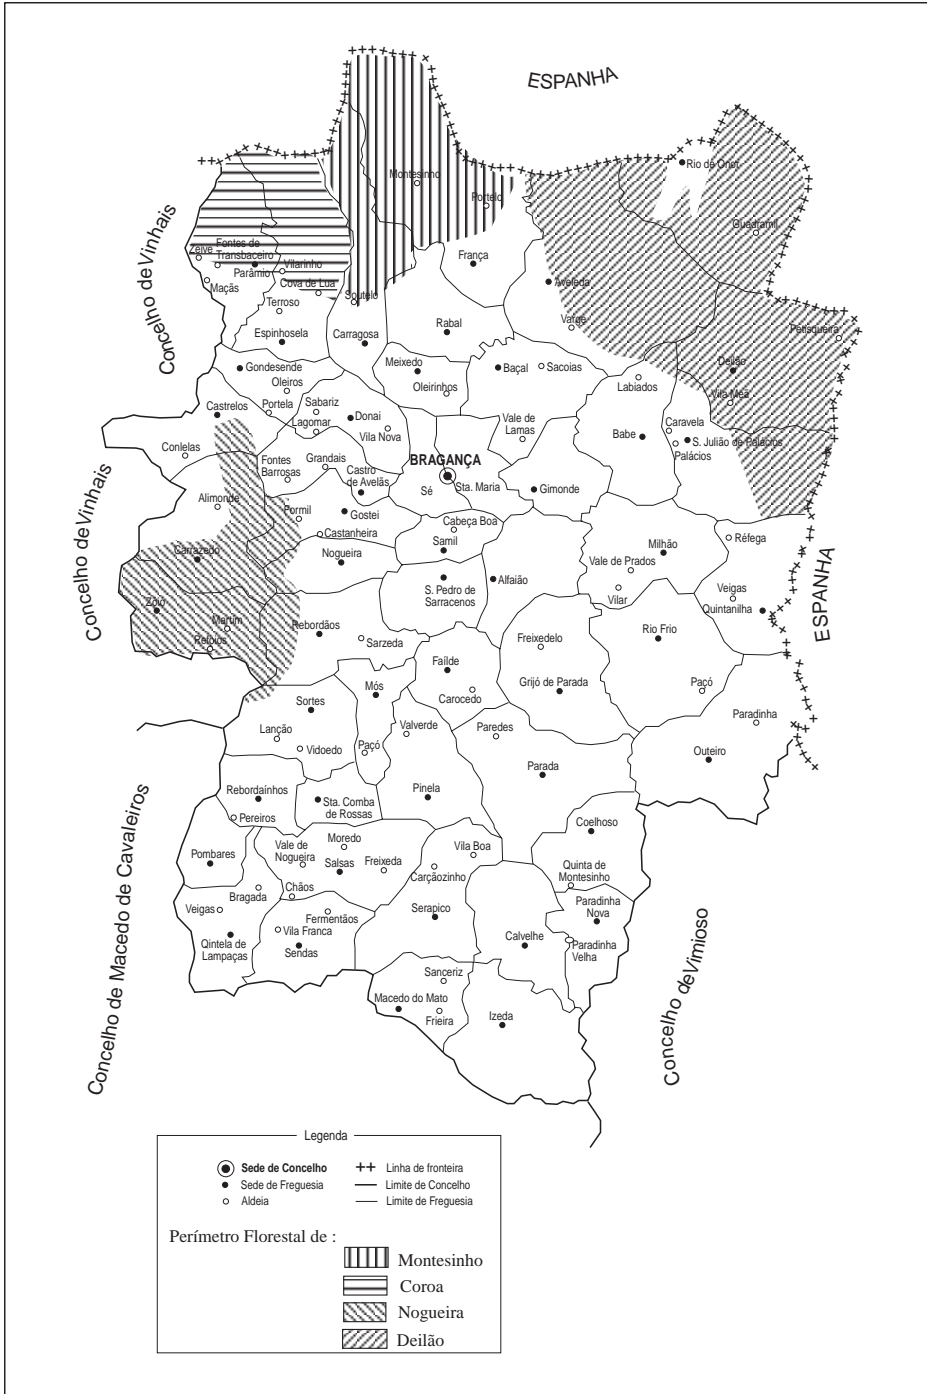 ESPANHA
Rio de Onor
Montesinho
Portelo
Guadramil
Concelho de Vinhais
Zeive
Fontes de
Transbaceiro
França
Parâmio
Vilarinho
Maçãs
Cova de Lua
Aveleda
Soutelo
Terroso
Varge
Petisqueira
Espinhosela
Carragosa
Rabal
Gondesende
Meixedo
Baçal
Sacoias
Deilão
Oleiros
Oleirinhos
Labiados
Vila Meã
Castrelos
Portela
Sabariz
Lagomar
Donai
Vila Nova
Vale de
Lamas
Babe
Caravela
S. Julião de Palácios
Palácios
Conlelas
Fontes
Barrosas
Grandais
Castro
de Avelãs
BRAGANÇA
Sé
Sta. Maria
Gimonde
Alimonde
Formil
Gostei
Castanheira
Cabeça Boa
Samil
Réfega
Concelho de Vinhais
Carrazedo
Nogueira
Milhão
Vale de Prados
Vilar
Alfaião
S. Pedro de
Sarracenos
Veigas
Quintanilha
ESPANHA
Zoio
Martim
Refoios
Rebordãos
Sarzeda
Freixedelo
Rio Frio
Faílde
Carocedo
Grijó de Parada
Paçó
Mós
Sortes
Lanção
Vidoedo
Paçó
Valverde
Paredes
Paradinha
Outeiro
Parada
Rebordaínhos
Pereiros
Sta. Comba
de Rossas
Pinela
Coelhoso
Concelho de Macedo de Cavaleiros
Pombares
Vale de
Nogueira
Moredo
Salsas
Freixeda
Vila Boa
Carçãozinho
Quinta de
Montesinho
Bragada
Chãos
Veigas
Fermentãos
Vila Franca
Serapico
Paradinha
Nova
Qintela de
Lampaças
Sendas
Calvelhe
Paradinha
Velha
Concelho de Vimioso
Sanceriz
Macedo do Mato
Frieira
Izeda
Legenda
Sede de Concelho
Linha de fronteira
Sede de Freguesia
Limite de Concelho
Aldeia
Limite de Freguesia
Perímetro Florestal de :
Montesinho
Coroa
Nogueira
Deilão